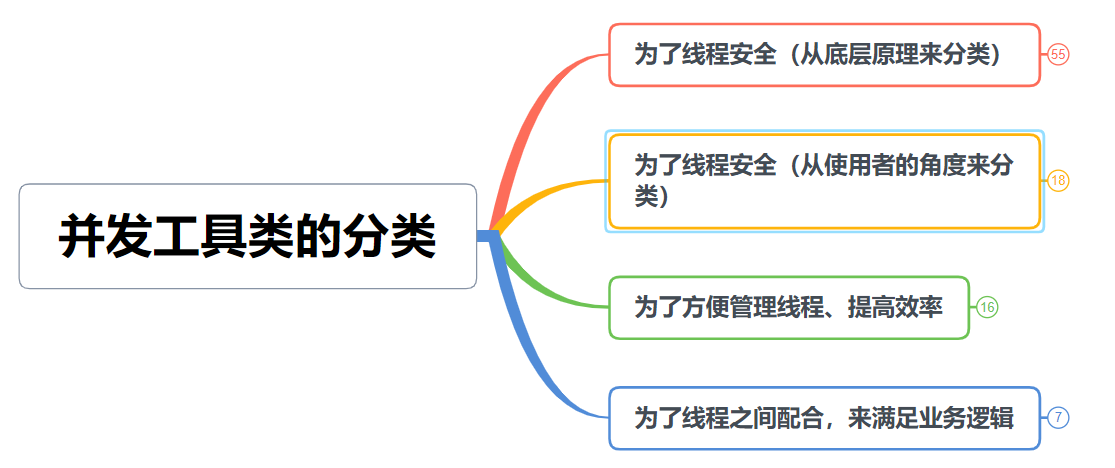 为了线程安全（从底层原理来分类）
55
为了线程安全（从使用者的角度来分
类）
18
并发工具类的分类
为了方便管理线程、提高效率
16
为了线程之间配合，来满足业务逻辑
7